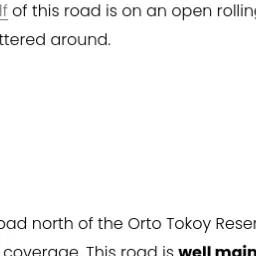 lf of this road is on an open rollin
ttered around.
oad north of the Orto Tokoy Reser
coverage. This road is well main